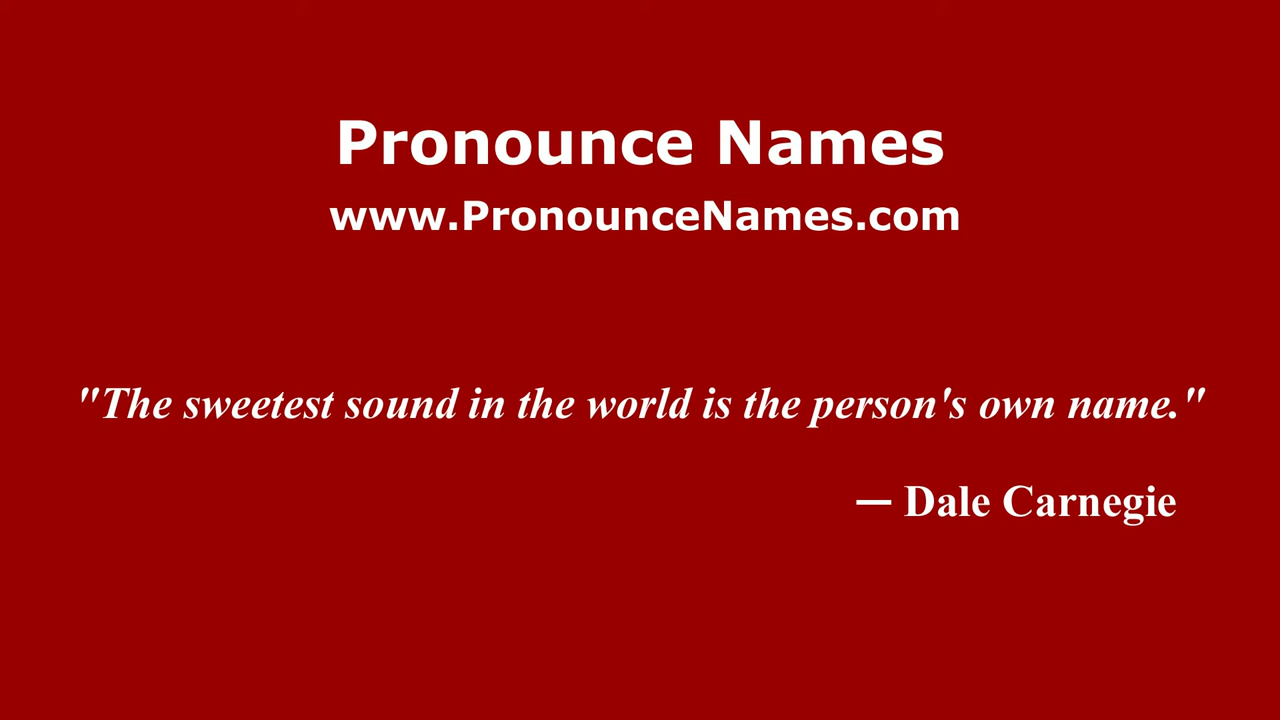 Pronounce Names
www.PronounceNames.com
"The sweetest sound in the world is the person's own name."
— Dale Carnegie